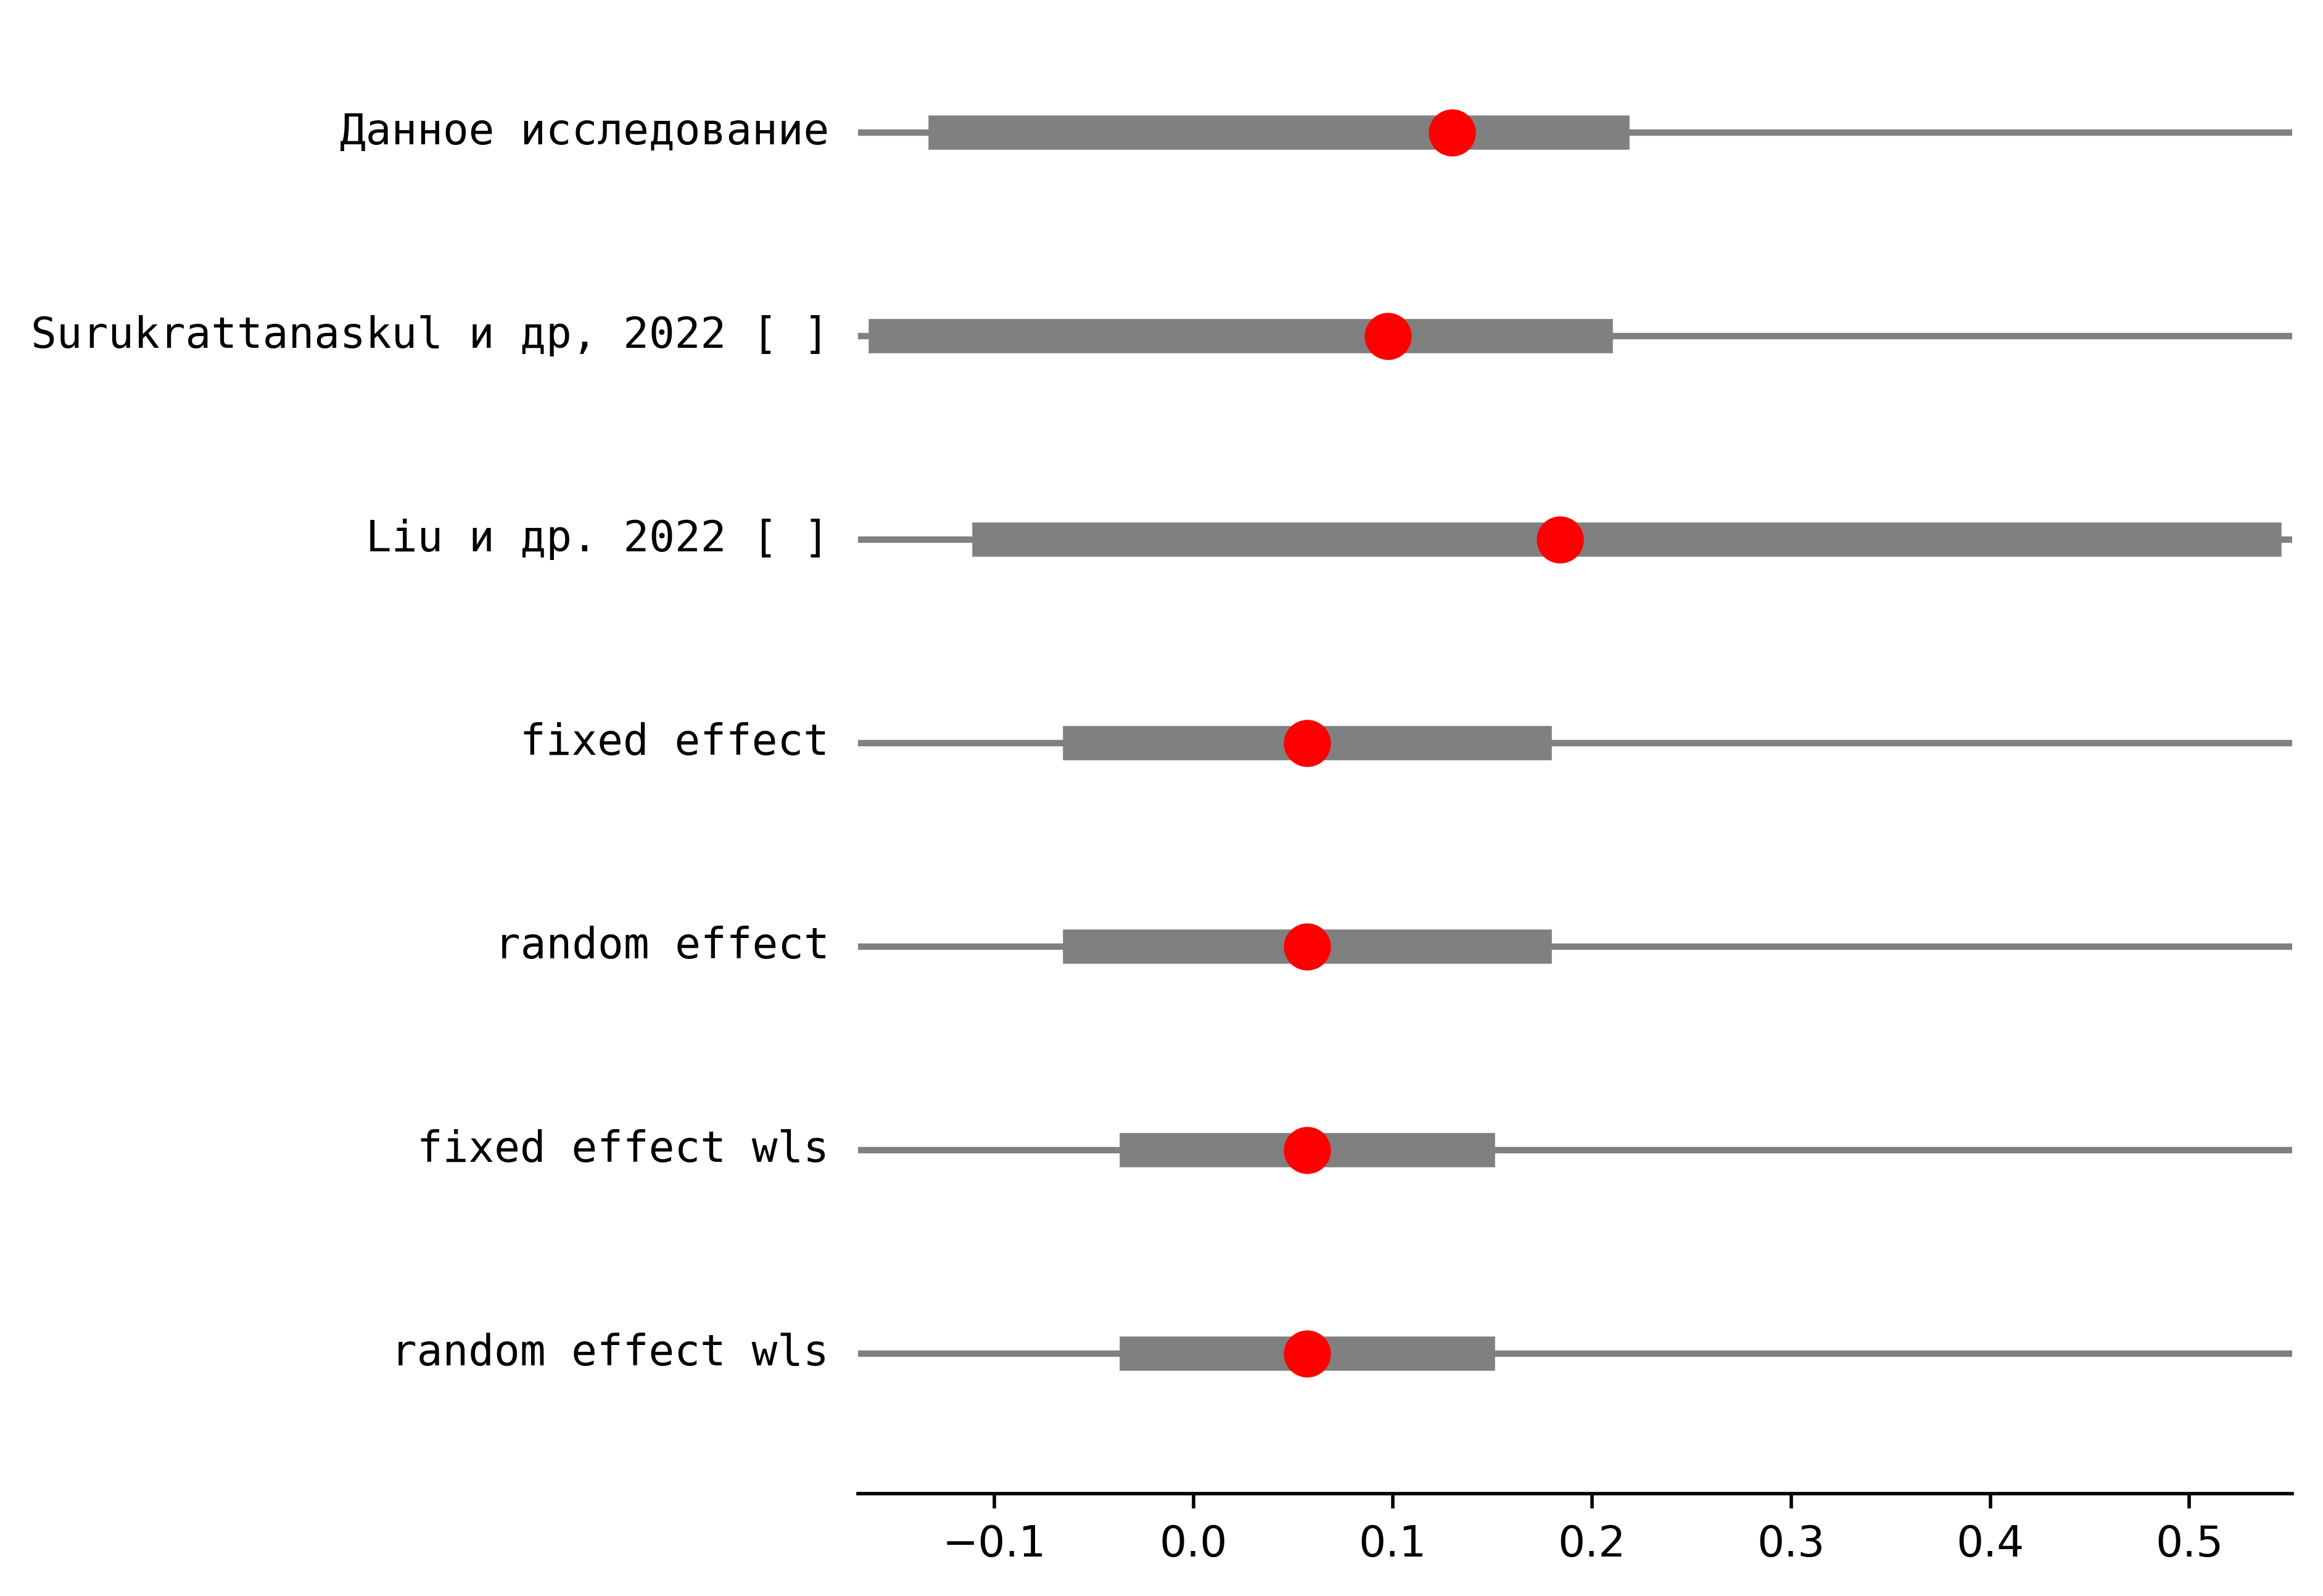 Данное исследование
Surukrattanaskul и др, 2022 [ ]
Liu и др. 2022 [ ]
fixed effect
random effect
fixed effect wls
random effect wls
−0.1 0.0 0.1 0.2 0.3 0.4 0.5